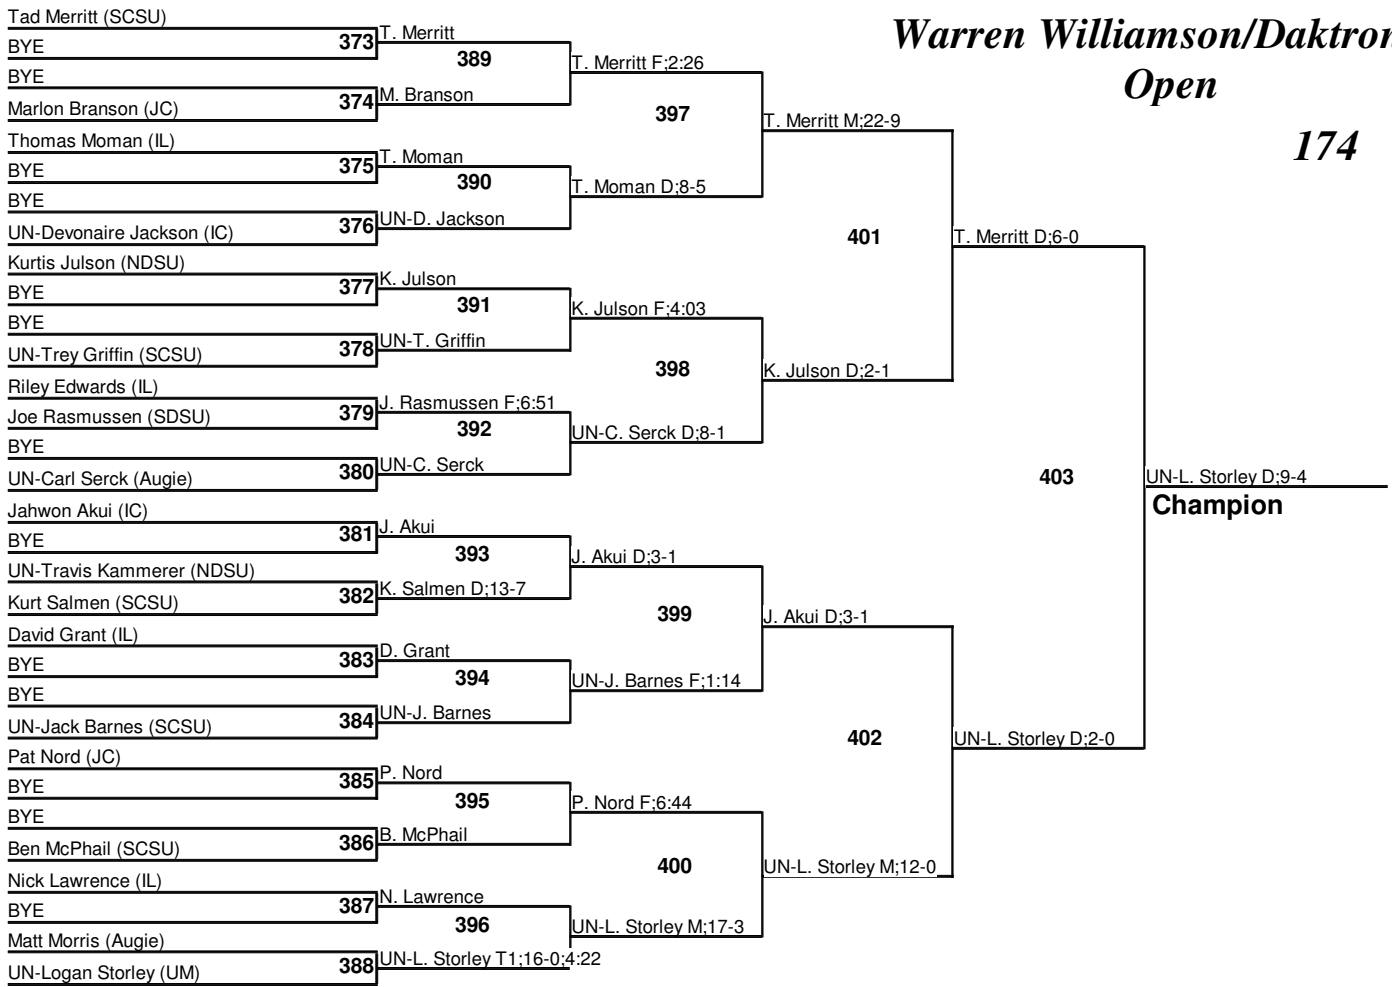 Warren Williamson/Daktron
Open
174
Tad Merritt (SCSU)
BYE
373
BYE
Marlon Branson (JC)
374
Thomas Moman (IL)
BYE
375
BYE
UN-Devonaire Jackson (IC)
376
Kurtis Julson (NDSU)
BYE
377
BYE
UN-Trey Griffin (SCSU)
378
Riley Edwards (IL)
Joe Rasmussen (SDSU)
379
BYE
UN-Carl Serck (Augie)
380
Jahwon Akui (IC)
BYE
381
UN-Travis Kammerer (NDSU)
Kurt Salmen (SCSU)
382
David Grant (IL)
BYE
383
BYE
UN-Jack Barnes (SCSU)
384
Pat Nord (JC)
BYE
385
BYE
Ben McPhail (SCSU)
386
Nick Lawrence (IL)
BYE
387
Matt Morris (Augie)
UN-Logan Storley (UM)
388
T. Merritt
389
M. Branson
T. Moman
390
UN-D. Jackson
K. Julson
391
UN-T. Griffin
J. Rasmussen F;6:51
392
UN-C. Serck
J. Akui
393
K. Salmen D;13-7
D. Grant
394
UN-J. Barnes
P. Nord
395
B. McPhail
N. Lawrence
396
UN-L. Storley T1;16-0;4:22
T. Merritt F;2:26
397
T. Moman D;8-5
K. Julson F;4:03
398
UN-C. Serck D;8-1
J. Akui D;3-1
399
UN-J. Barnes F;1:14
P. Nord F;6:44
400
UN-L. Storley M;17-3
T. Merritt M;22-9
401
K. Julson D;2-1
J. Akui D;3-1
402
UN-L. Storley M;12-0
T. Merritt D;6-0
403
UN-L. Storley D;2-0
UN-L. Storley D;9-4
Champion